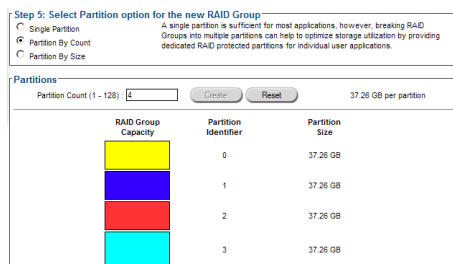 Step 5: Select Partition option for the new RAID Group
Single Partition
Partition By Count
Partition By Size
A single partition is sufficient for most applications, however, breaking RAID
Groups into multiple partitions can help to optimize storage utilization by providing
dedicated RAID protected partitions for individual user applications.
Partitions
Partition Count (1 - 128) : 4 Create Reset 37.26 GB per partition
RAID Group Capacity Partition Identifier Partition Size
0 37.26 GB
1 37.26 GB
2 37.26 GB
3 37.26 GB